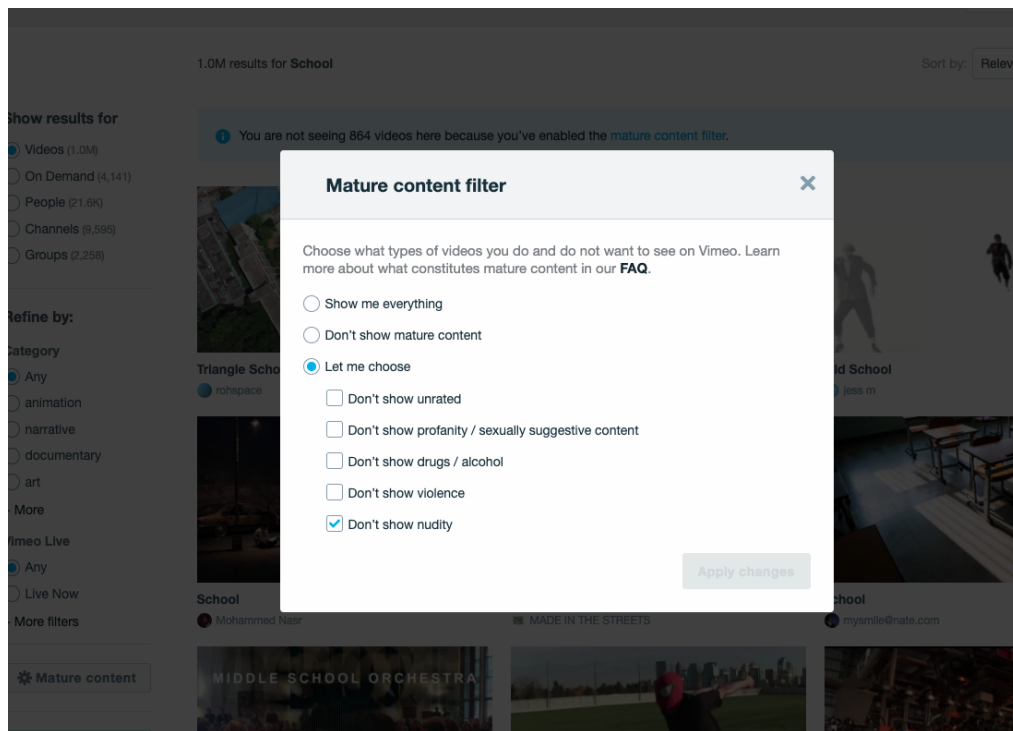 1.0M results for School
Sort by: Relev
Show results for
You are not seeing 864 videos here because you've enabled the mature content filter.
Videos (1.0M)
On Demand (4,141)
People (21.6K)
Channels (9,595)
Groups (2,258)
Refine by:
Category
Any
animation
narrative
documentary
art
More
Vimeo Live
Any
Live Now
More filters
Mature content
Mature content filter
Choose what types of videos you do and do not want to see on Vimeo. Learn
more about what constitutes mature content in our FAQ.
Show me everything
Don't show mature content
Let me choose
Don't show unrated
Don't show profanity / sexually suggestive content
Don't show drugs / alcohol
Don't show violence
Don't show nudity
Apply changes
Triangle Scho
rohspace
ld School
jess m
School
Mohammed Nasr
MADE IN THE STREETS
chool
mysmile@nate.com
MIDDLE SCHOOL ORCHESTRA